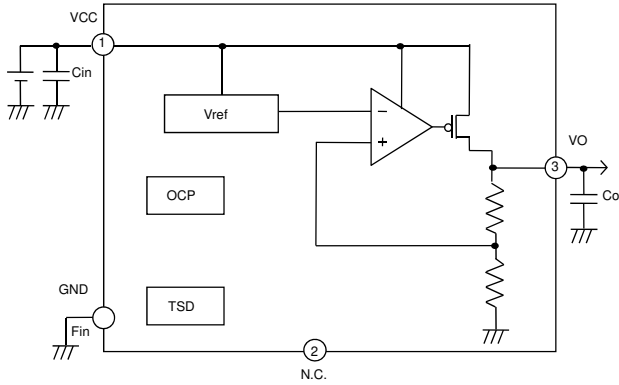 VCC
1
Cin
Vref
−
+
VO
3
Co
OCP
GND
TSD
Fin
2
N.C.